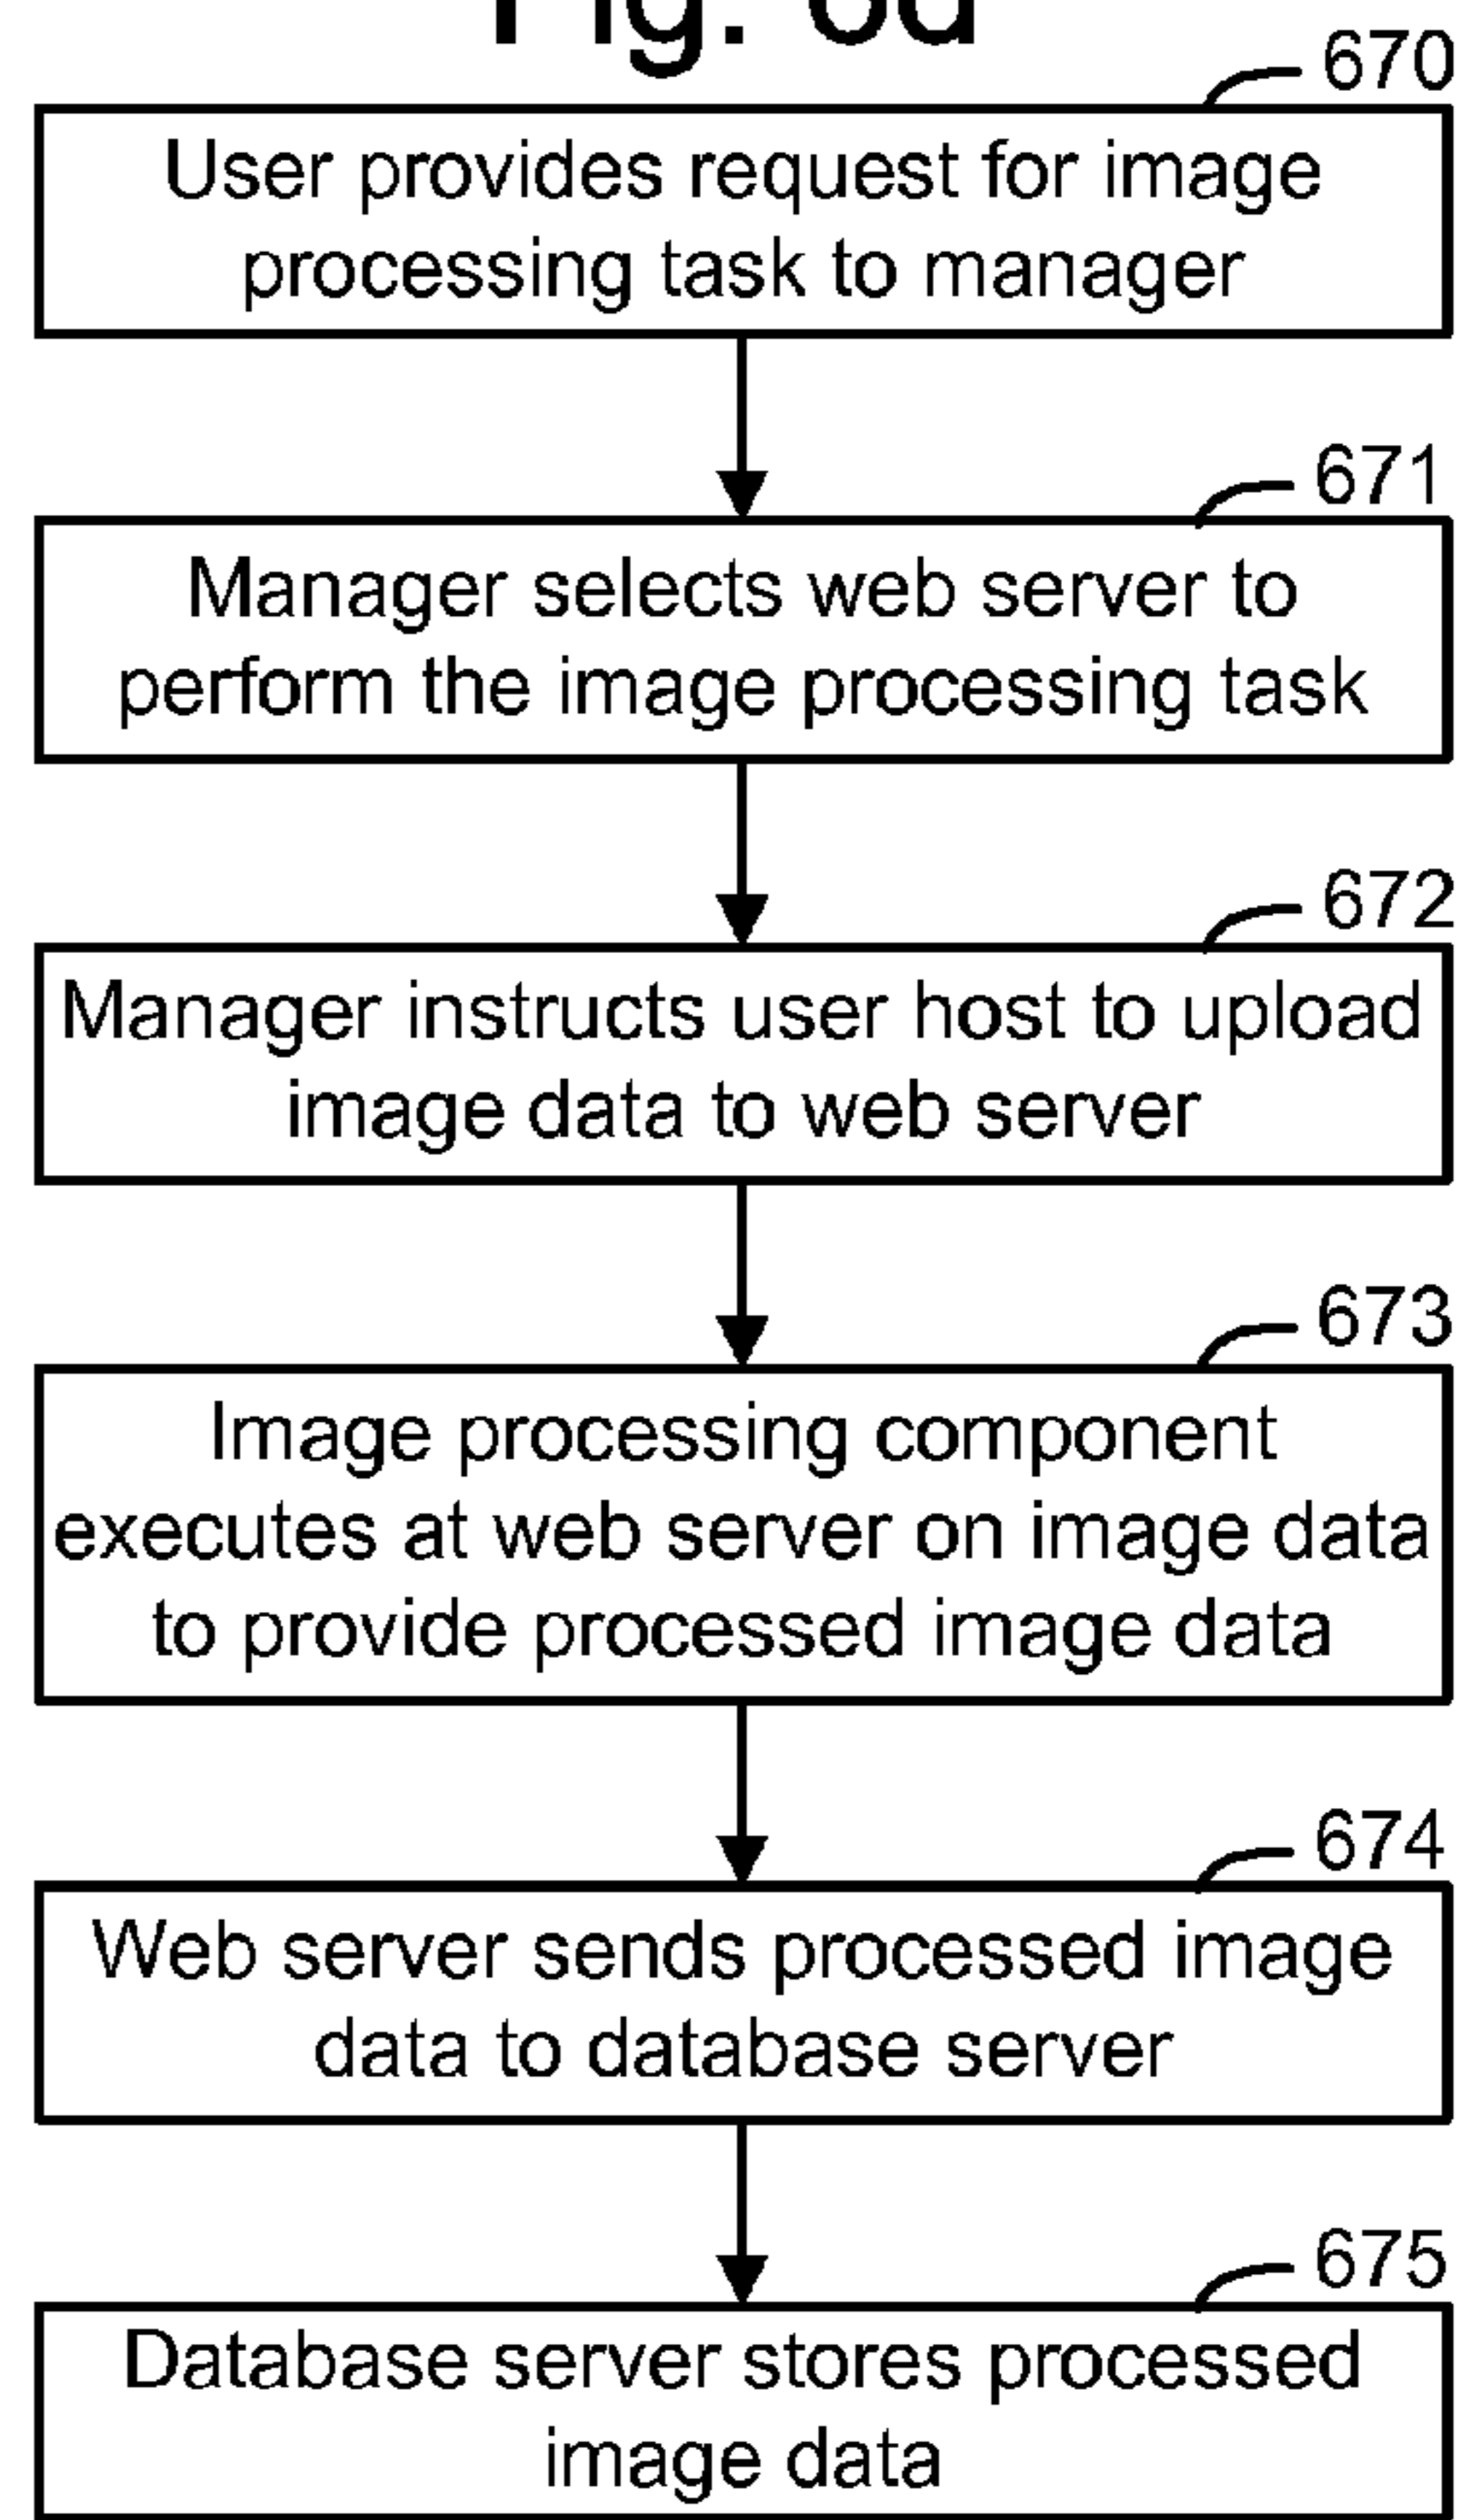 Fig. 6d
670
User provides request for image
processing task to manager
671
Manager selects web server to
perform the image processing task
672
Manager instructs user host to upload
image data to web server
673
Image processing component
executes at web server on image data
to provide processed image data
674
Web server sends processed image
data to database server
675
Database server stores processed
image data